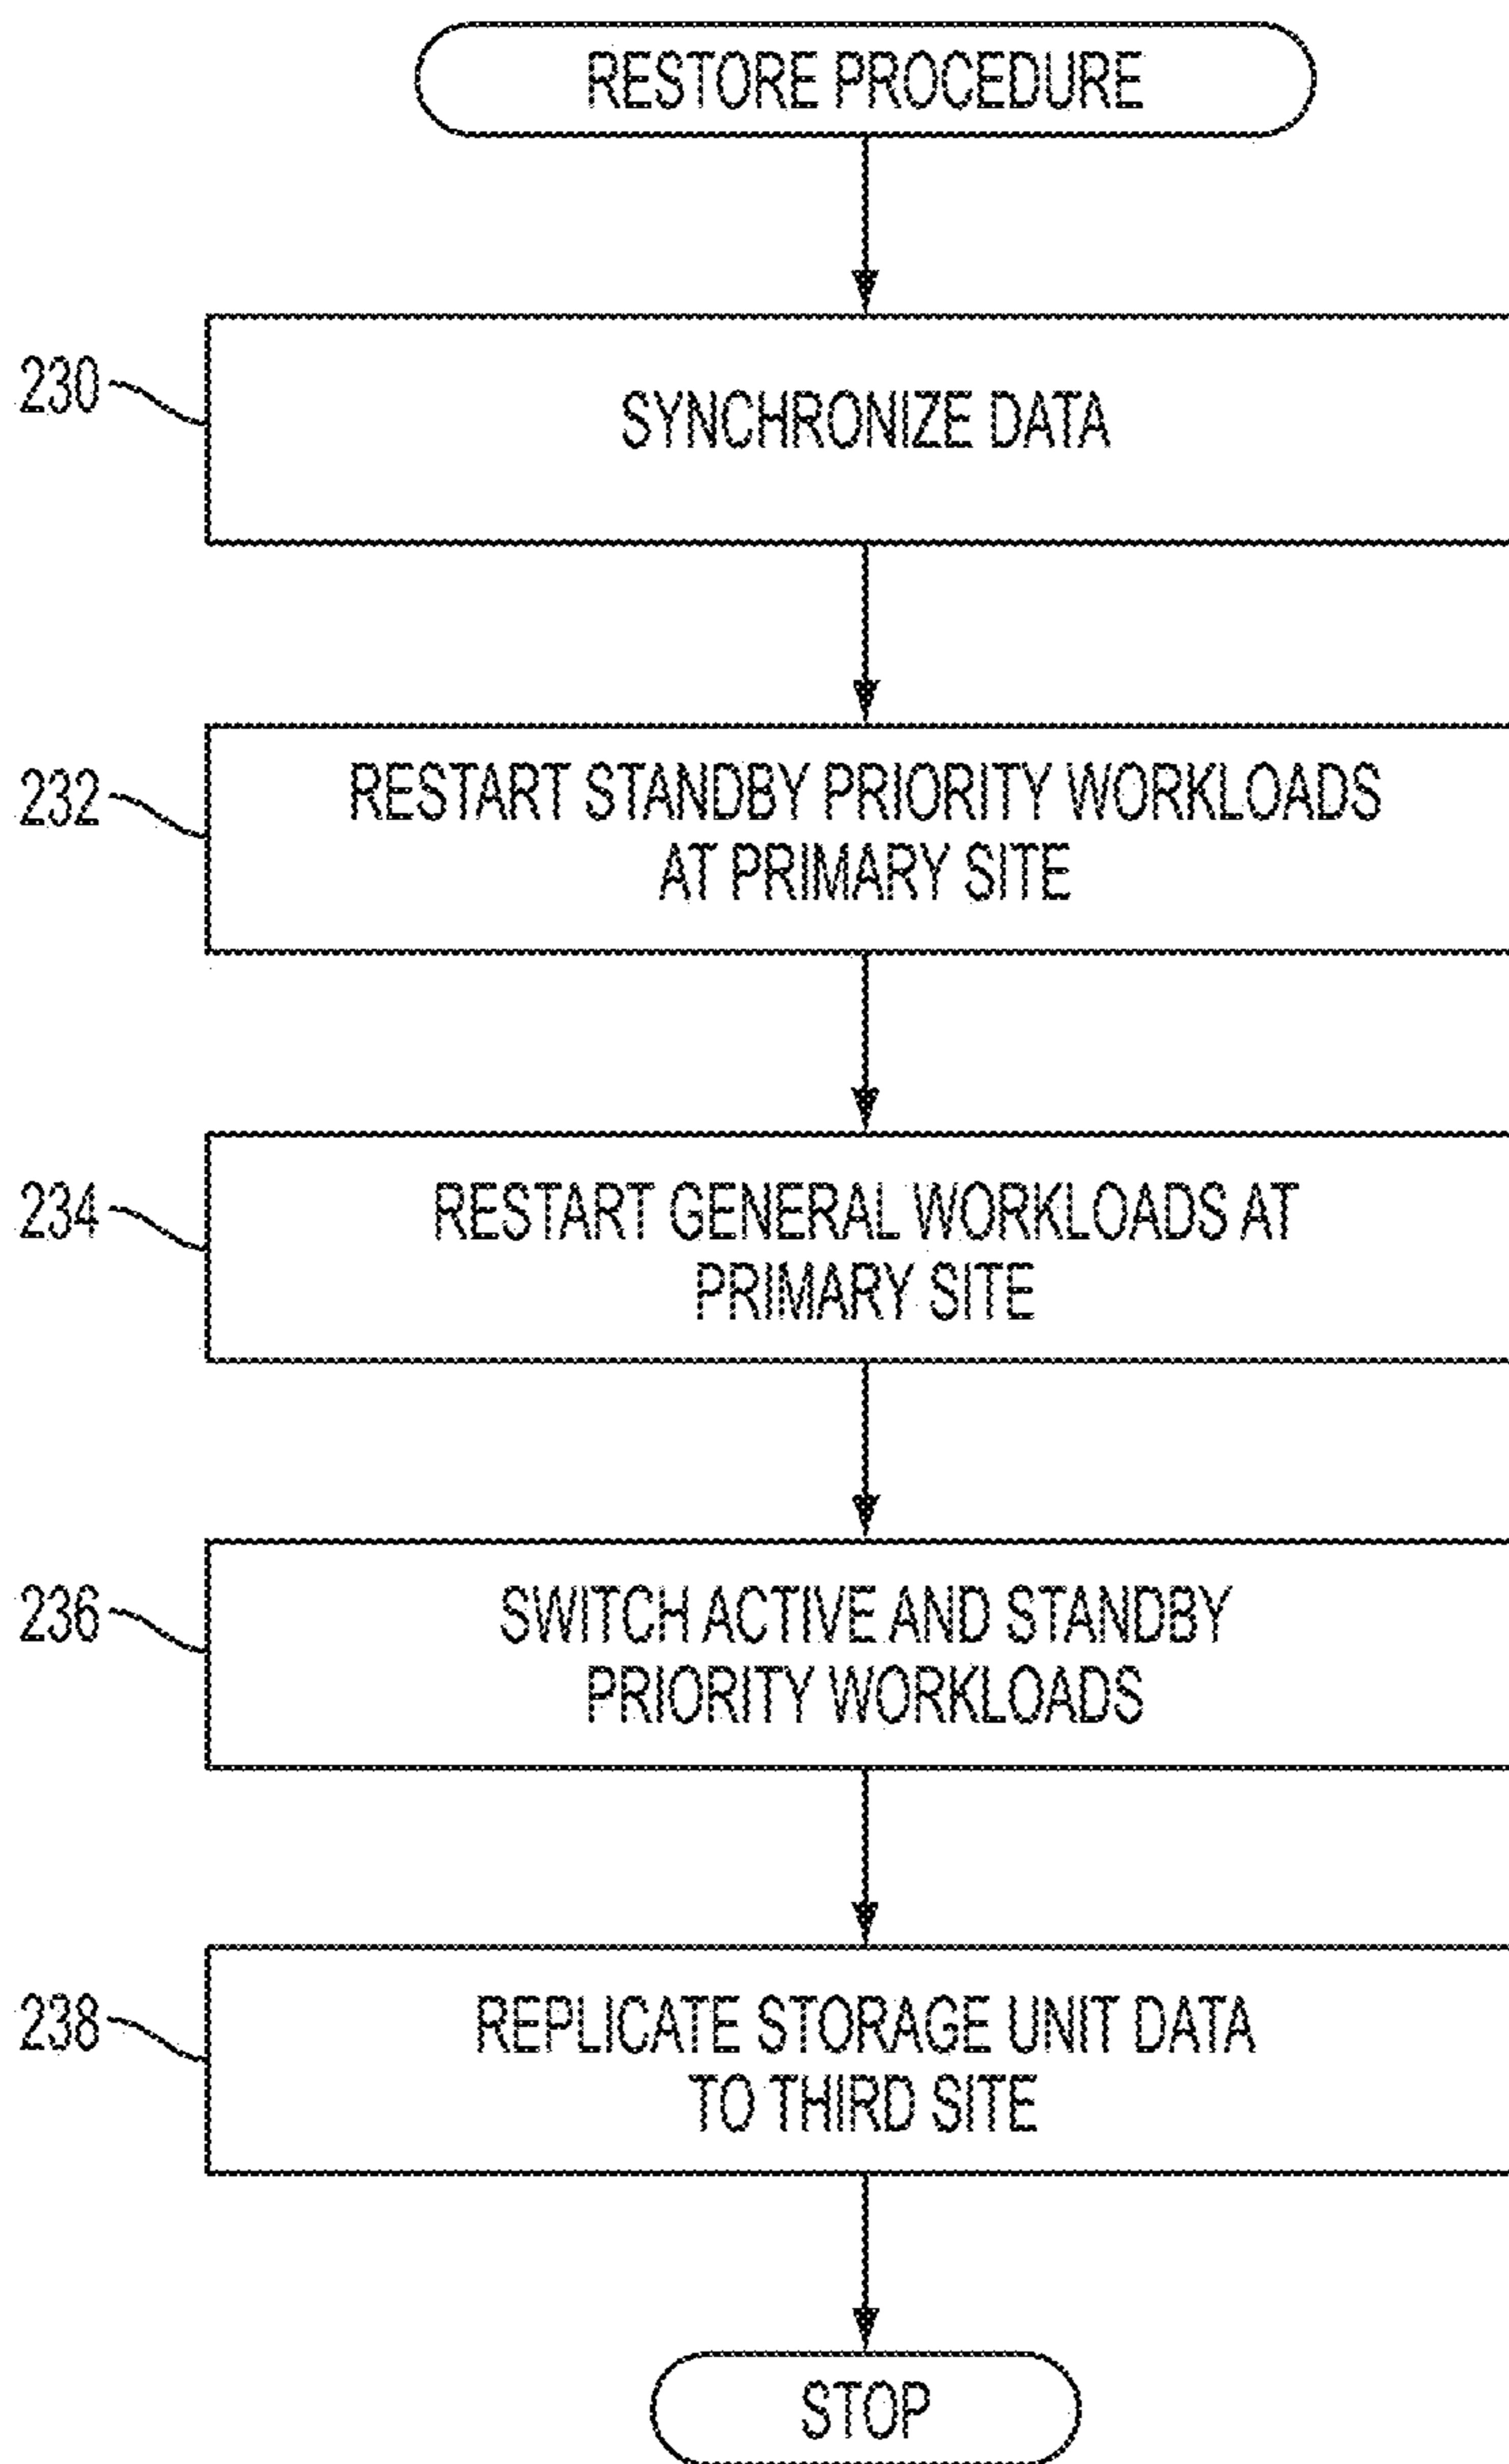 RESTORE PROCEDURE
230
SYNCHRONIZE DATA
232
RESTART STANDBY PRIORITY WORKLOADS
AT PRIMARY SITE
234
RESTART GENERAL WORKLOADS AT
PRIMARY SITE
236
SWITCH ACTIVE AND STANDBY
PRIORITY WORKLOADS
238
REPLICATE STORAGE UNIT DATA
TO THIRD SITE
STOP